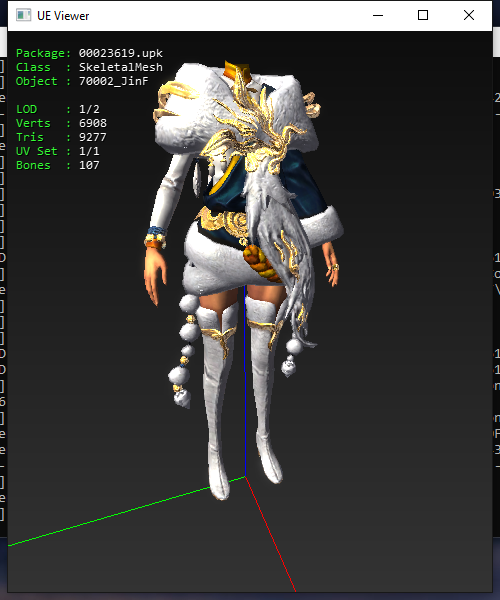 UE Viewer
Package: 00023619.upk
Class : SkeletalMesh
Object : 70002_JinF
LOD : 1/2
Verts : 6908
Tris : 9277
UV Set : 1/1
Bones : 107